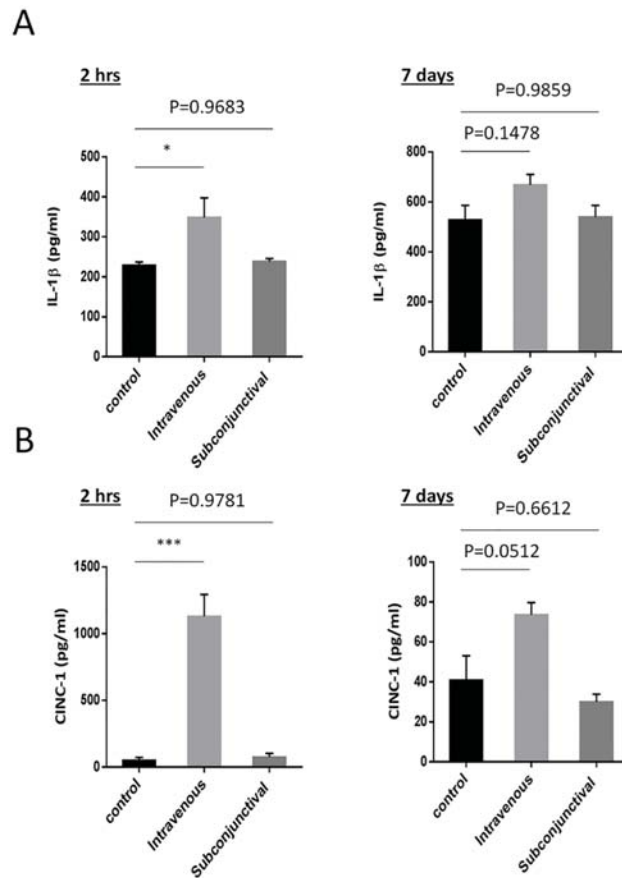 A
2 hrs
P=0.9683
*
500
400
300
200
100
0
IL-1β (pg/ml)
control
Intravenous
Subconjunctival
7 days
P=0.9859
P=0.1478
800
600
400
200
0
IL-1β (pg/ml)
control
Intravenous
Subconjunctival
B
2 hrs
P=0.9781
***
1500
1000
500
0
CINC-1 (pg/ml)
control
Intravenous
Subconjunctival
7 days
P=0.6612
P=0.0512
100
80
60
40
20
0
CINC-1 (pg/ml)
control
Intravenous
Subconjunctival